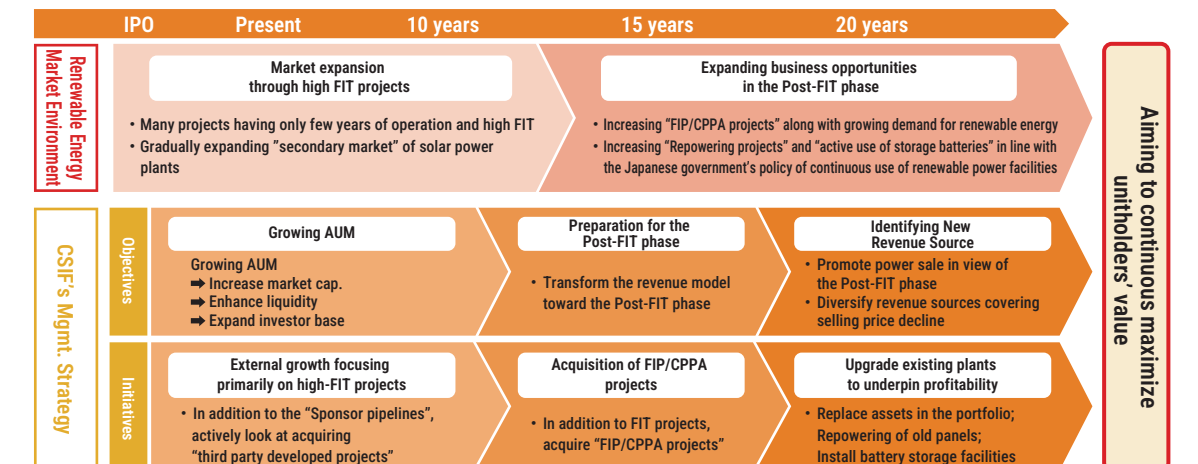 IPO Present 10 years 15 years 20 years
Renewable Energy
Market Environment
Market expansion
through high FIT projects
• Many projects having only few years of operation and high FIT
• Gradually expanding ”secondary market” of solar power
plants
Expanding business opportunities
in the Post-FIT phase
• Increasing “FIP/CPPA projects” along with growing demand for renewable energy
• Increasing “Repowering projects” and “active use of storage batteries” in line with
the Japanese government’s policy of continuous use of renewable power facilities
CSIF’s Mgmt. Strategy
Objectives
Growing AUM
Growing AUM
➡ Increase market cap.
➡ Enhance liquidity
➡ Expand investor base
Preparation for the
Post-FIT phase
• Transform the revenue model
toward the Post-FIT phase
Identifying New
Revenue Source
• Promote power sale in view of
the Post-FIT phase
• Diversify revenue sources covering
selling price decline
Initiatives
External growth focusing
primarily on high-FIT projects
• In addition to the “Sponsor pipelines”,
actively look at acquiring
“third party developed projects”
Acquisition of FIP/CPPA
projects
• In addition to FIT projects,
acquire “FIP/CPPA projects”
Upgrade existing plants
to underpin profitability
• Replace assets in the portfolio;
Repowering of old panels;
Install battery storage facilities
Aiming to continuous maximize
unitholders’ value